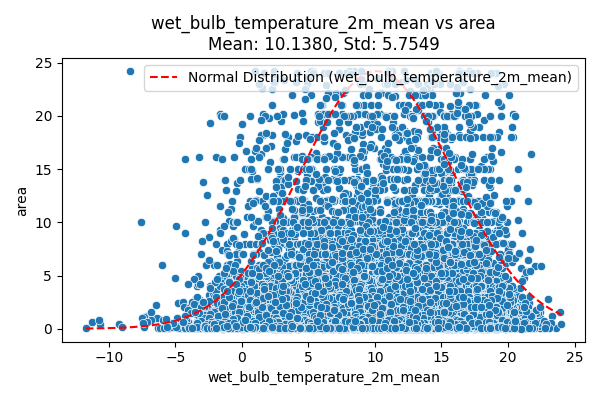 wet_bulb_temperature_2m_mean vs area
Mean: 10.1380, Std: 5.7549
Normal Distribution (wet_bulb_temperature_2m_mean)
25
20
15
10
5
0
area
−10 −5 0 5 10 15 20 25
wet_bulb_temperature_2m_mean